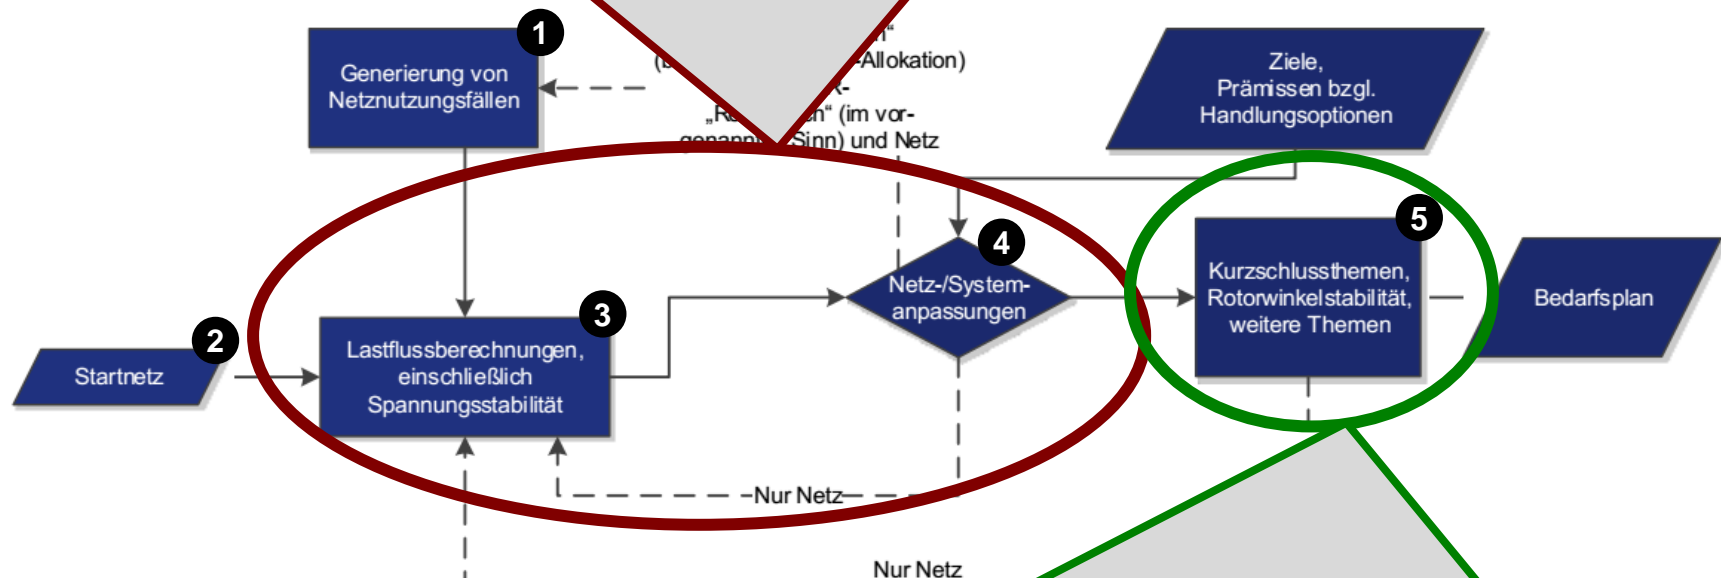 1
Generierung von
Netznutzungsfällen
-Allokation)
(im vor-
Sinn) und Netz
Ziele,
Prämissen bzgl.
Handlungsoptionen
2
Startnetz
3
Lastflussberechnungen,
einschließlich
Spannungsstabilität
4
Netz-/System-
anpassungen
5
Kurzschlussthemen,
Rotorwinkelstabilität,
weitere Themen
Bedarfsplan
Nur Netz
Nur Netz